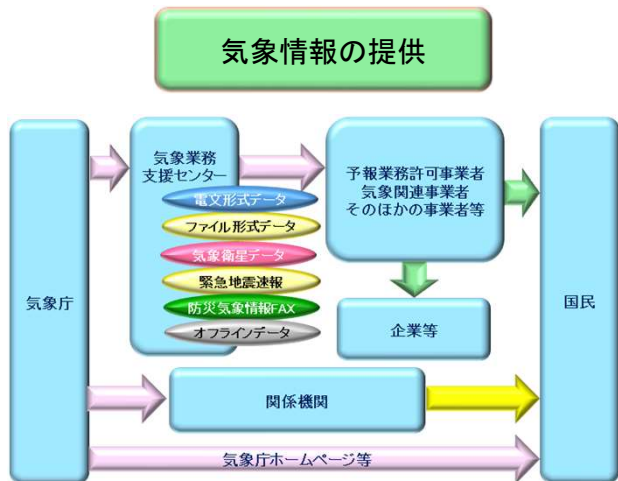 気象情報の提供
気象庁
気象業務
支援センター
電文形式データ
ファイル形式データ
気象衛星データ
緊急地震速報
防災気象情報FAX
オフラインデータ
予報業務許可事業者
気象関連事業者
そのほかの事業者等
企業等
国民
関係機関
気象庁ホームページ等